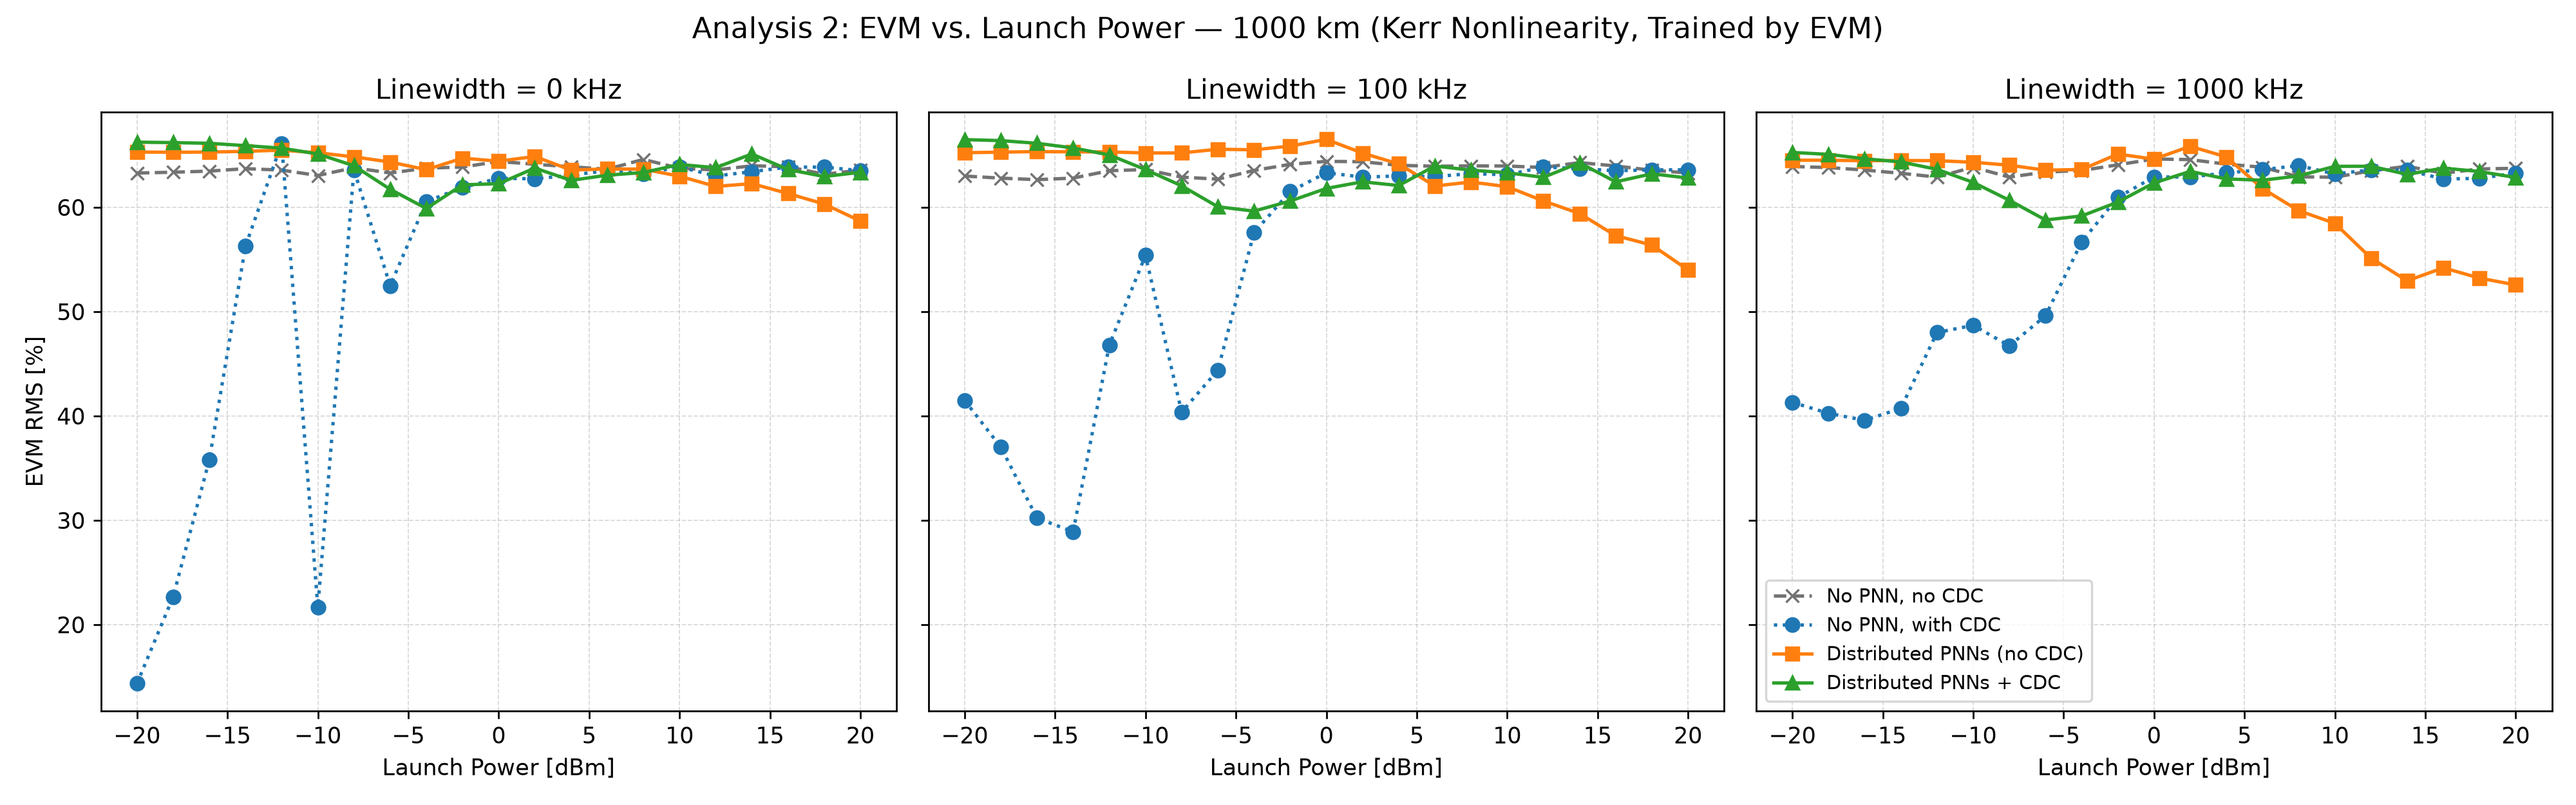 Analysis 2: EVM vs. Launch Power — 1000 km (Kerr Nonlinearity, Trained by EVM)
Linewidth = 0 kHz
Linewidth = 100 kHz
Linewidth = 1000 kHz
EVM RMS [%]
60
50
40
30
20
−20 −15 −10 −5 0 5 10 15 20
−20 −15 −10 −5 0 5 10 15 20
−20 −15 −10 −5 0 5 10 15 20
Launch Power [dBm]
Launch Power [dBm]
Launch Power [dBm]
No PNN, no CDC
No PNN, with CDC
Distributed PNNs (no CDC)
Distributed PNNs + CDC